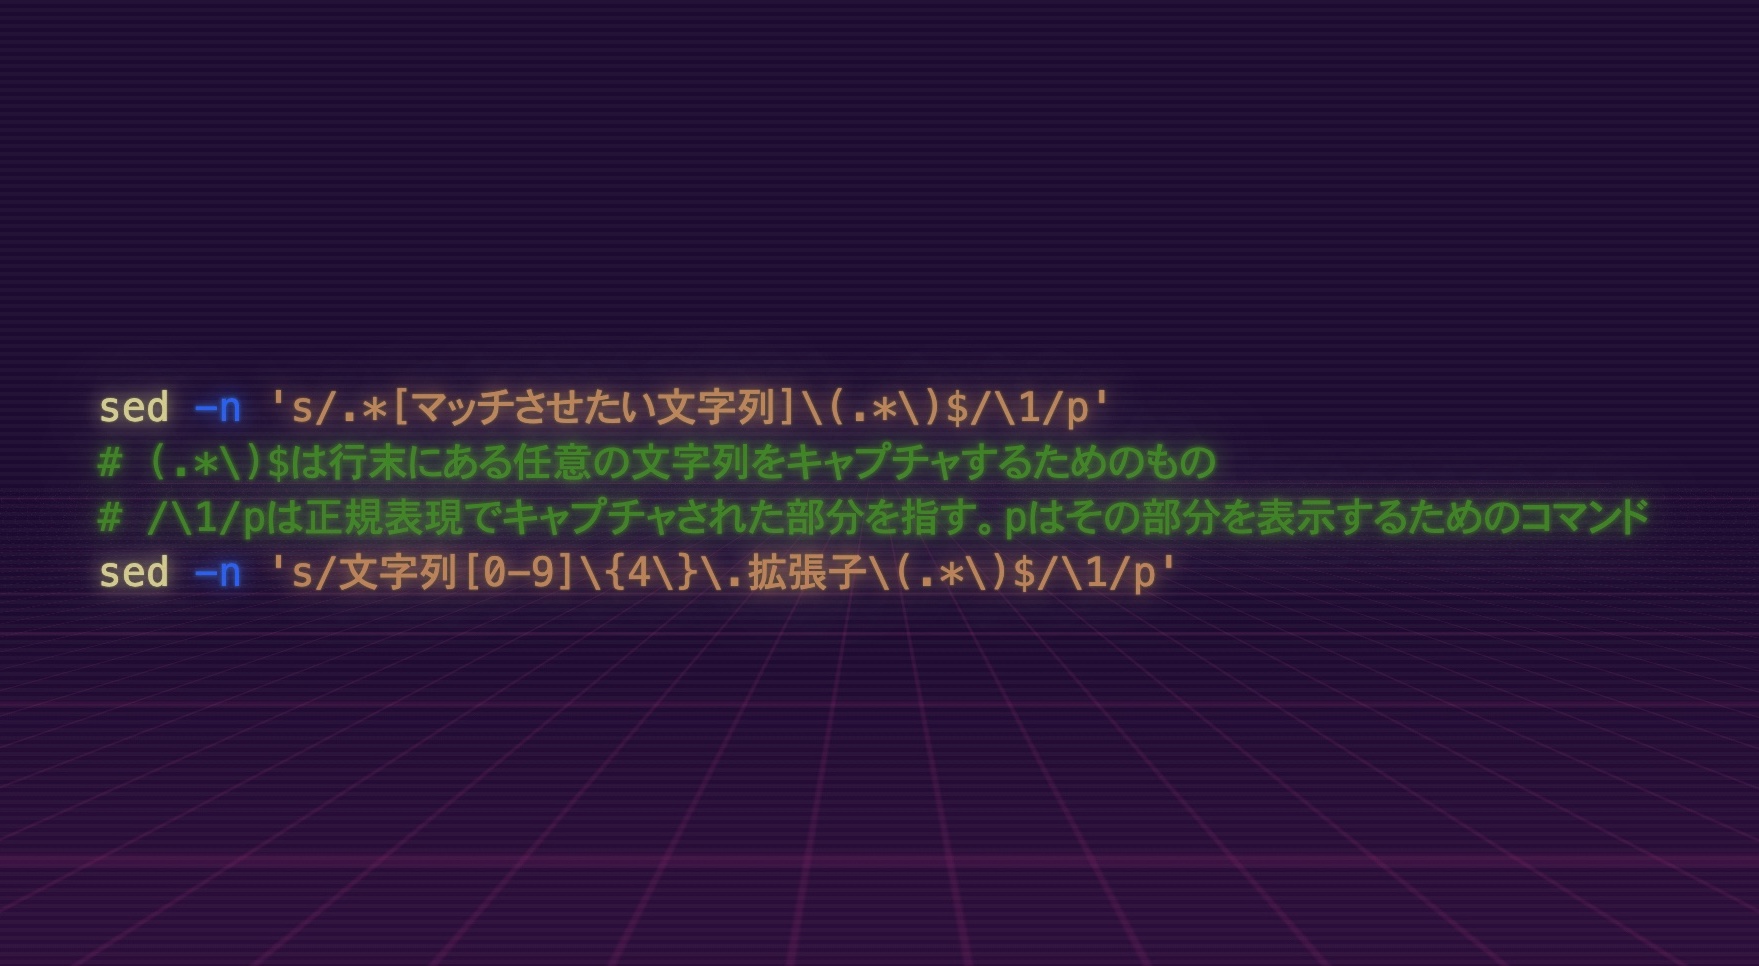 sed -n 's/.*[マッチさせたい文字列]\(.*\)$/\1/p'
# (.*\)$は行末にある任意の文字列をキャプチャするためのもの
# /\1/pは正規表現でキャプチャされた部分を指す。pはその部分を表示するためのコマンド
sed -n 's/文字列[0-9]\{4\}\.拡張子\(.*\)$/\1/p'